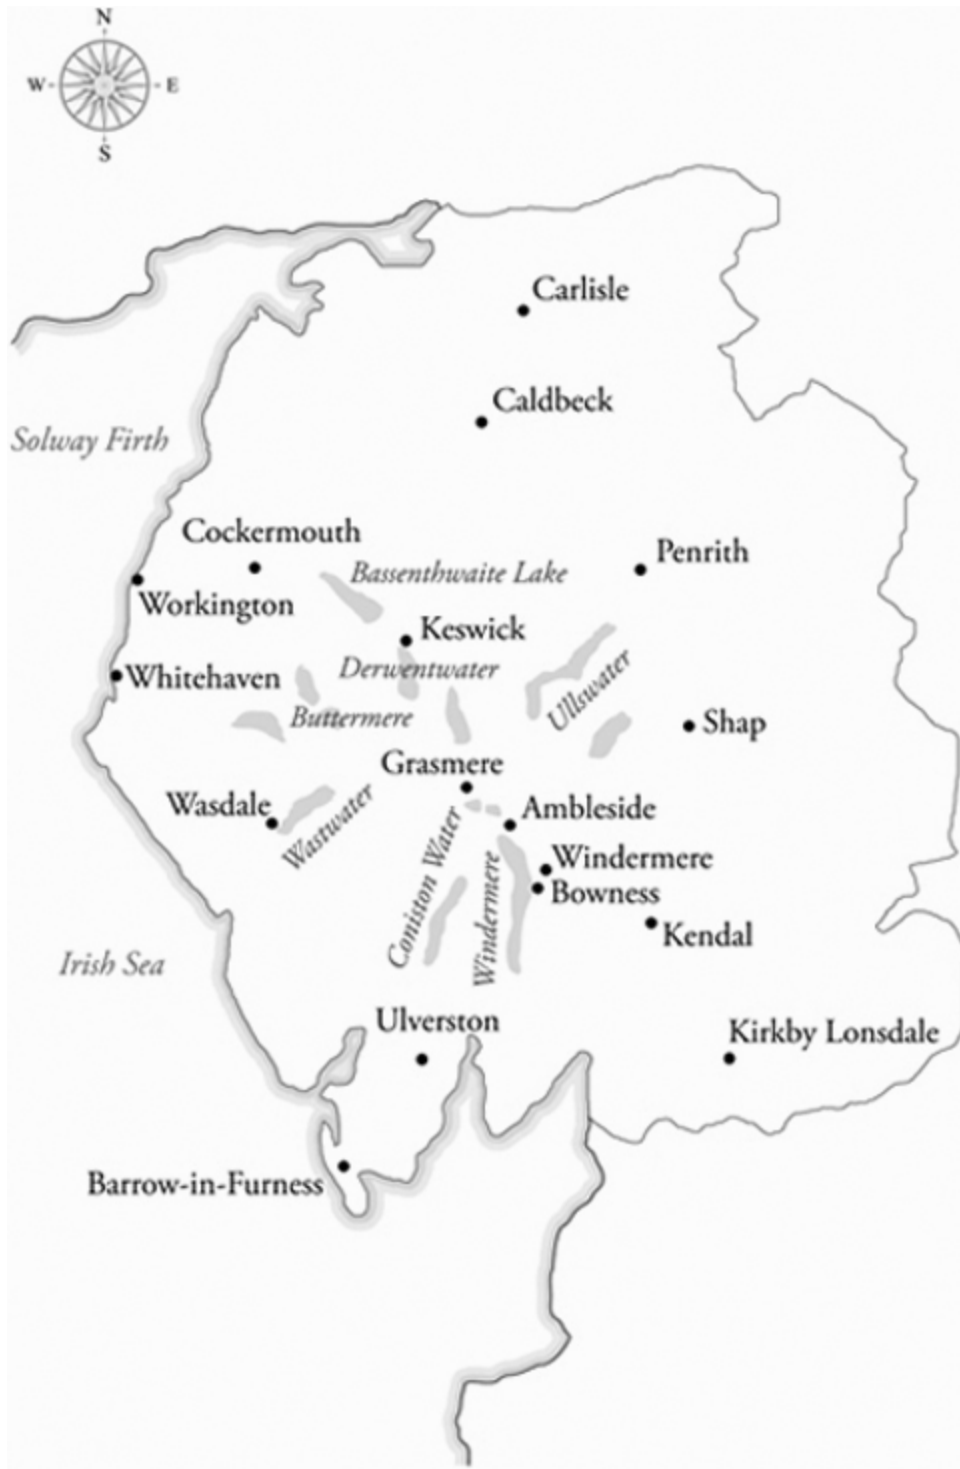 N
W
E
S
Carlisle
Caldbeck
Solway Firth
Cockermouth
Bassenthwaite Lake
Penrith
Workington
Keswick
Derwentwater
Whitehaven
Ullswater
Buttermere
Shap
Grasmere
Wasdale
Wastwater
Ambleside
Coniston Water
Windermere
Windermere
Bowness
Kendal
Irish Sea
Ulverston
Kirkby Lonsdale
Barrow-in-Furness